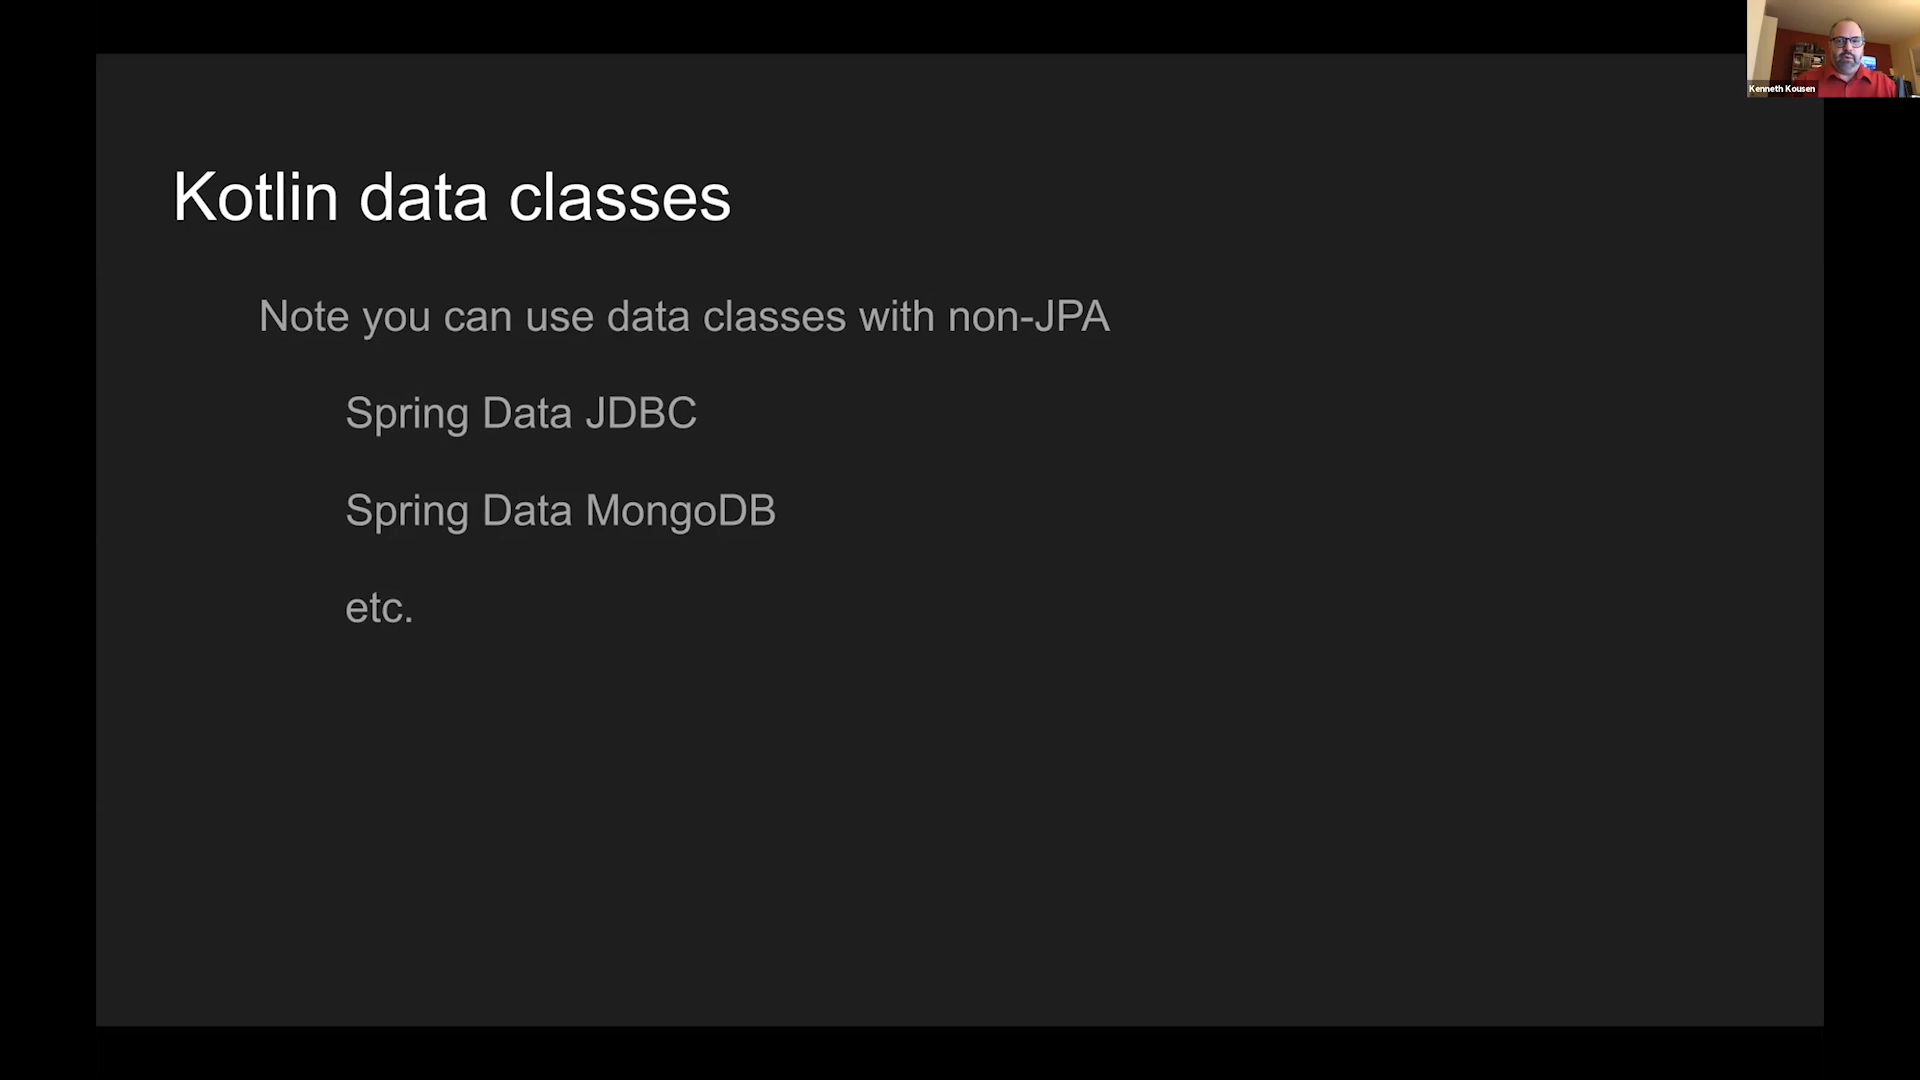 Kenneth Kousen
Kotlin data classes
Note you can use data classes with non-JPA
Spring Data JDBC
Spring Data MongoDB
etc.